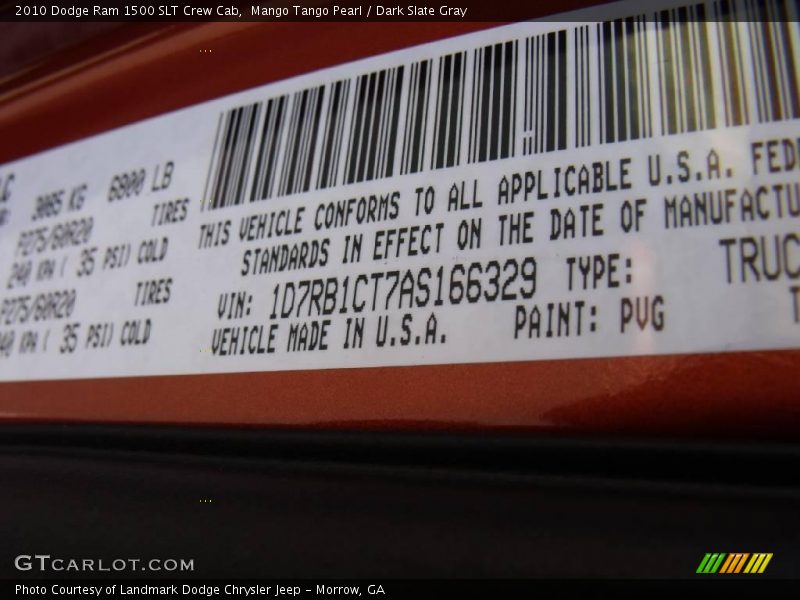 2010 Dodge Ram 1500 SLT Crew Cab,  Mango Tango Pearl / Dark Slate Gray
3085 KG 6800 LB
P275/60R20 TIRES
240 KPA ( 35 PSI) COLD
P275/60R20 TIRES
KPA ( 35 PSI) COLD
THIS VEHICLE CONFORMS TO ALL APPLICABLE U.S.A.
STANDARDS IN EFFECT ON THE DATE OF
VIN: 1D7RB1CT7AS166329 TYPE:
VEHICLE MADE IN U.S.A. PAINT: PVG
GTCARLOT.COM
Photo Courtesy of Landmark Dodge Chrysler Jeep – Morrow, GA